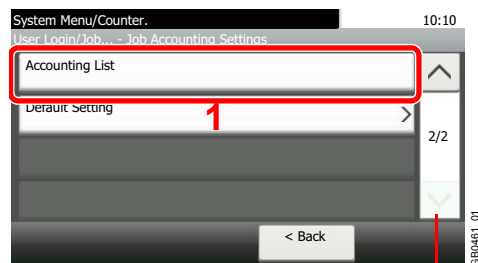 System Menu/Counter.
10:10
User Login/Job... - Job Accounting Settings
Accounting List
Default Setting
1
2/2
< Back
GB0461_01